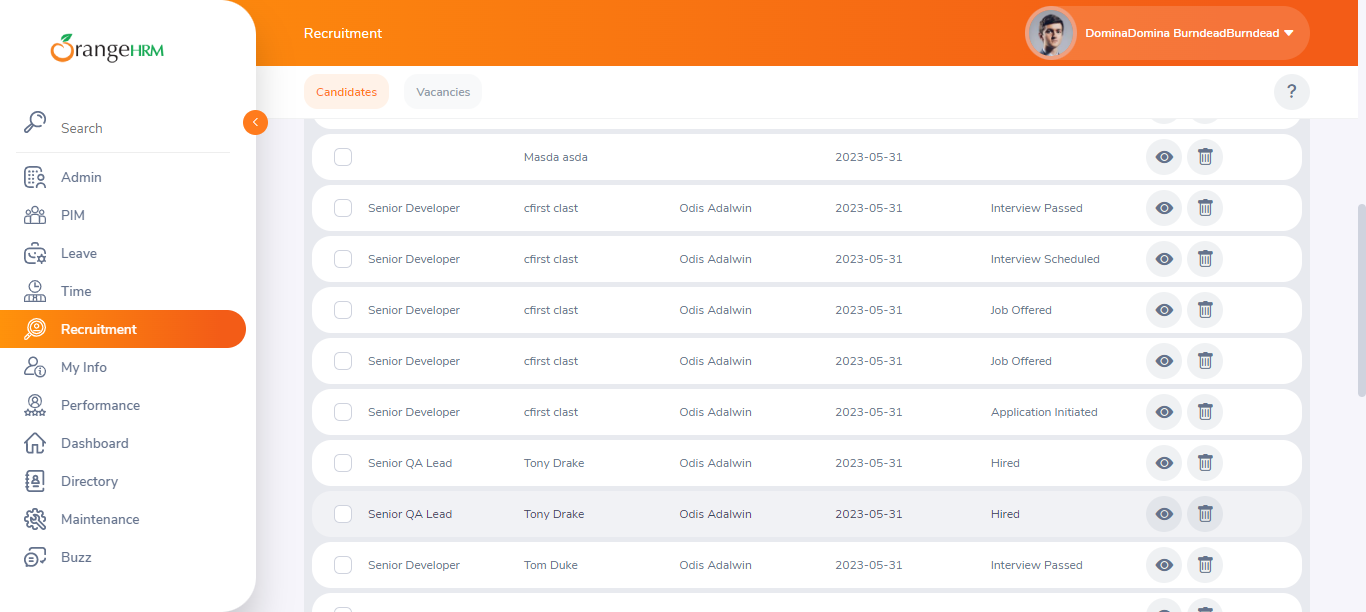 OrangeHRM
Recruitment
DominaDomina BurndeadBurndead
Candidates
Vacancies
?
Search
Admin
PIM
Leave
Time
Recruitment
My Info
Performance
Dashboard
Directory
Maintenance
Buzz
Masda asda 2023-05-31
Senior Developer cfirst clast Odis Adalwin 2023-05-31 Interview Passed
Senior Developer cfirst clast Odis Adalwin 2023-05-31 Interview Scheduled
Senior Developer cfirst clast Odis Adalwin 2023-05-31 Job Offered
Senior Developer cfirst clast Odis Adalwin 2023-05-31 Job Offered
Senior Developer cfirst clast Odis Adalwin 2023-05-31 Application Initiated
Senior QA Lead Tony Drake Odis Adalwin 2023-05-31 Hired
Senior QA Lead Tony Drake Odis Adalwin 2023-05-31 Hired
Senior Developer Tom Duke Odis Adalwin 2023-05-31 Interview Passed